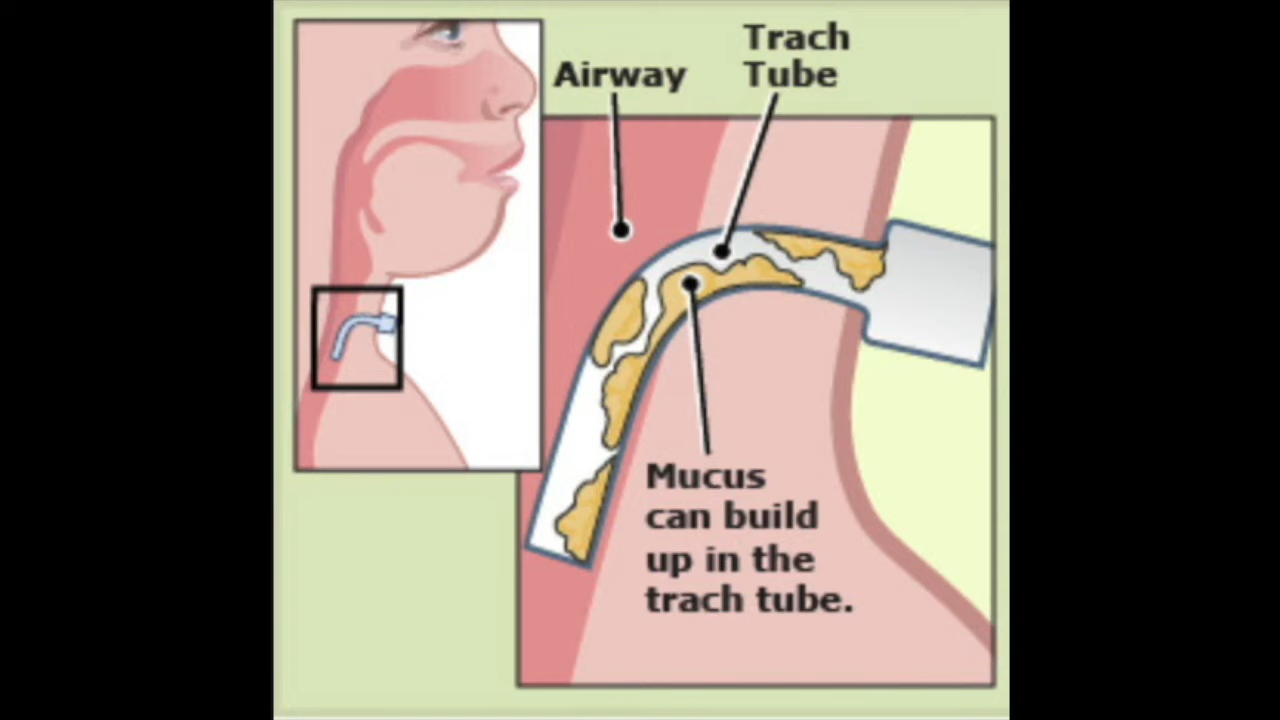 Trach
Tube
Airway
Mucus
can build
up in the
trach tube.